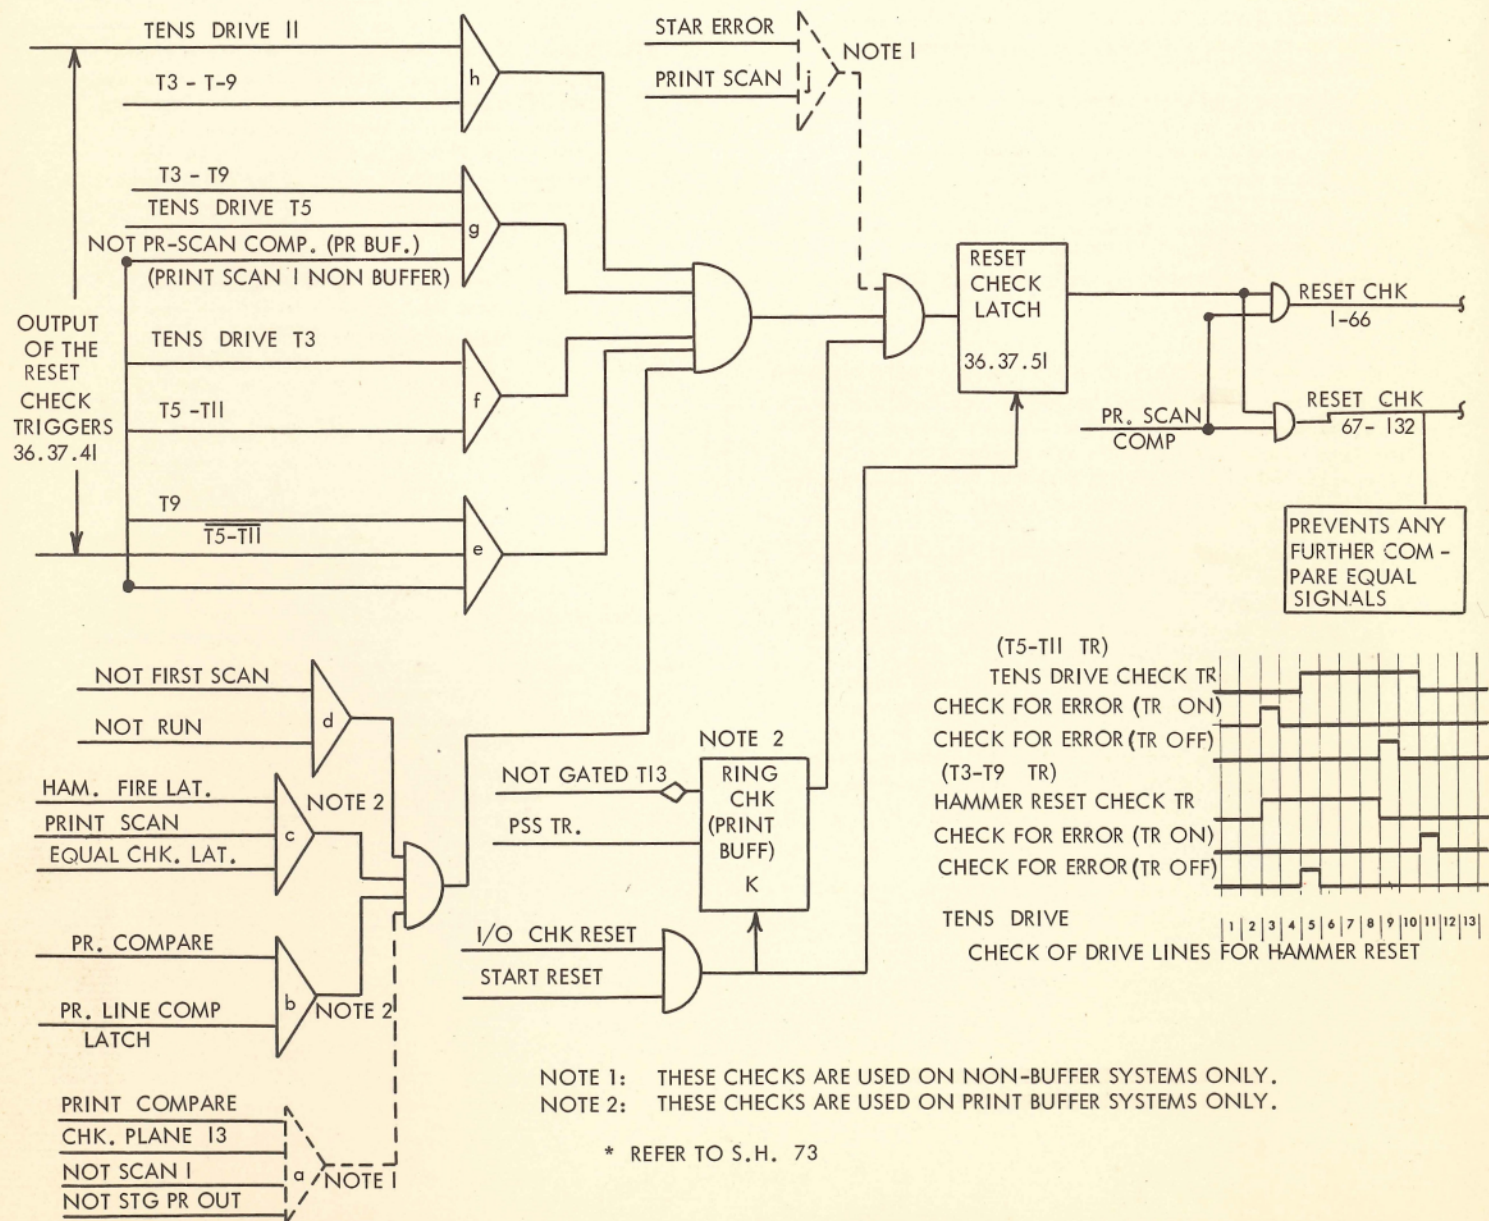 TENS DRIVE 11
T3 - T-9
STAR ERROR
PRINT SCAN
NOTE 1
h
j
T3 - T9
TENS DRIVE T5
NOT PR-SCAN COMP. (PR BUF.)
(PRINT SCAN 1 NON BUFFER)
g
OUTPUT
OF THE
RESET
CHECK
TRIGGERS
36.37.41
TENS DRIVE T3
T5 -T11
f
T9
T5-T11
e
RESET
CHECK
LATCH
36.37.51
RESET CHK
1-66
PR. SCAN
COMP
RESET CHK
67- 132
PREVENTS ANY
FURTHER COM -
PARE EQUAL
SIGNALS
NOT FIRST SCAN
NOT RUN
d
HAM. FIRE LAT.
PRINT SCAN
EQUAL CHK. LAT.
c
NOTE 2
PR. COMPARE
PR. LINE COMP
LATCH
b
NOTE 2
PRINT COMPARE
CHK. PLANE 13
NOT SCAN 1
NOT STG PR OUT
a
NOTE 1
NOTE 2
NOT GATED T13
PSS TR.
RING
CHK
(PRINT
BUFF)
K
I/O CHK RESET
START RESET
(T5-T11 TR)
TENS DRIVE CHECK TR
CHECK FOR ERROR (TR ON)
CHECK FOR ERROR (TR OFF)
(T3-T9 TR)
HAMMER RESET CHECK TR
CHECK FOR ERROR (TR ON)
CHECK FOR ERROR (TR OFF)
TENS DRIVE
1 2 3 4 5 6 7 8 9 10 11 12 13
CHECK OF DRIVE LINES FOR HAMMER RESET
NOTE 1: THESE CHECKS ARE USED ON NON-BUFFER SYSTEMS ONLY.
NOTE 2: THESE CHECKS ARE USED ON PRINT BUFFER SYSTEMS ONLY.
* REFER TO S.H. 73